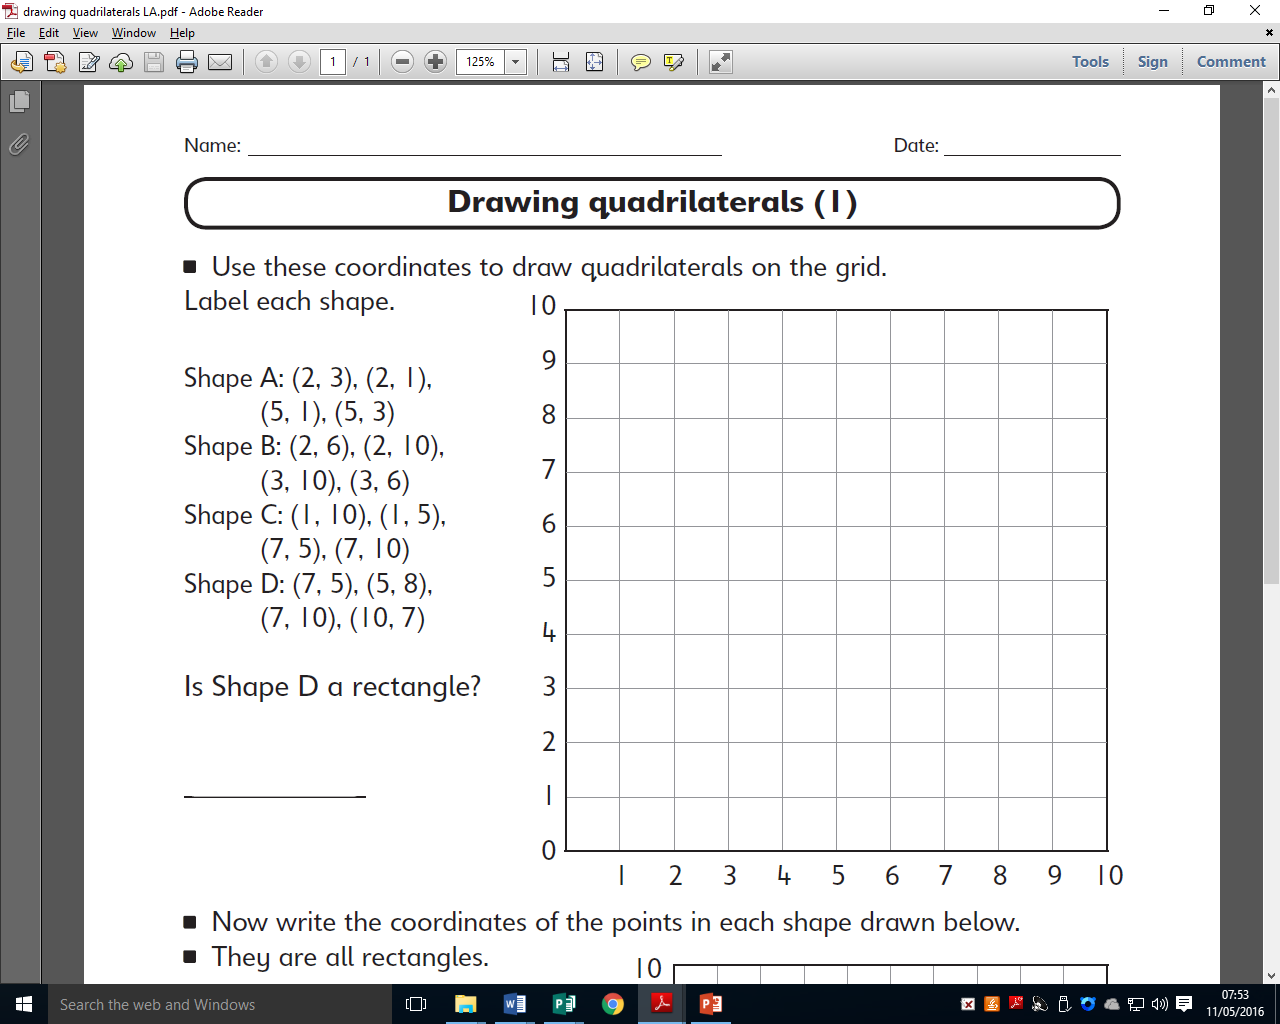 drawing quadrilaterals LA.pdf - Adobe Reader
File Edit View Window Help
1 / 1 125% Tools Sign Comment
Name: Date:
Drawing quadrilaterals (1)
Use these coordinates to draw quadrilaterals on the grid.
Label each shape.
Shape A: (2, 3), (2, 1),
(5, 1), (5, 3)
Shape B: (2, 6), (2, 10),
(3, 10), (3, 6)
Shape C: (1, 10), (1, 5),
(7, 5), (7, 10)
Shape D: (7, 5), (5, 8),
(7, 10), (10, 7)
Is Shape D a rectangle?
10
9
8
7
6
5
4
3
2
1
0
1 2 3 4 5 6 7 8 9 10
Now write the coordinates of the points in each shape drawn below.
They are all rectangles.
10
Search the web and Windows
07:53
11/05/2016